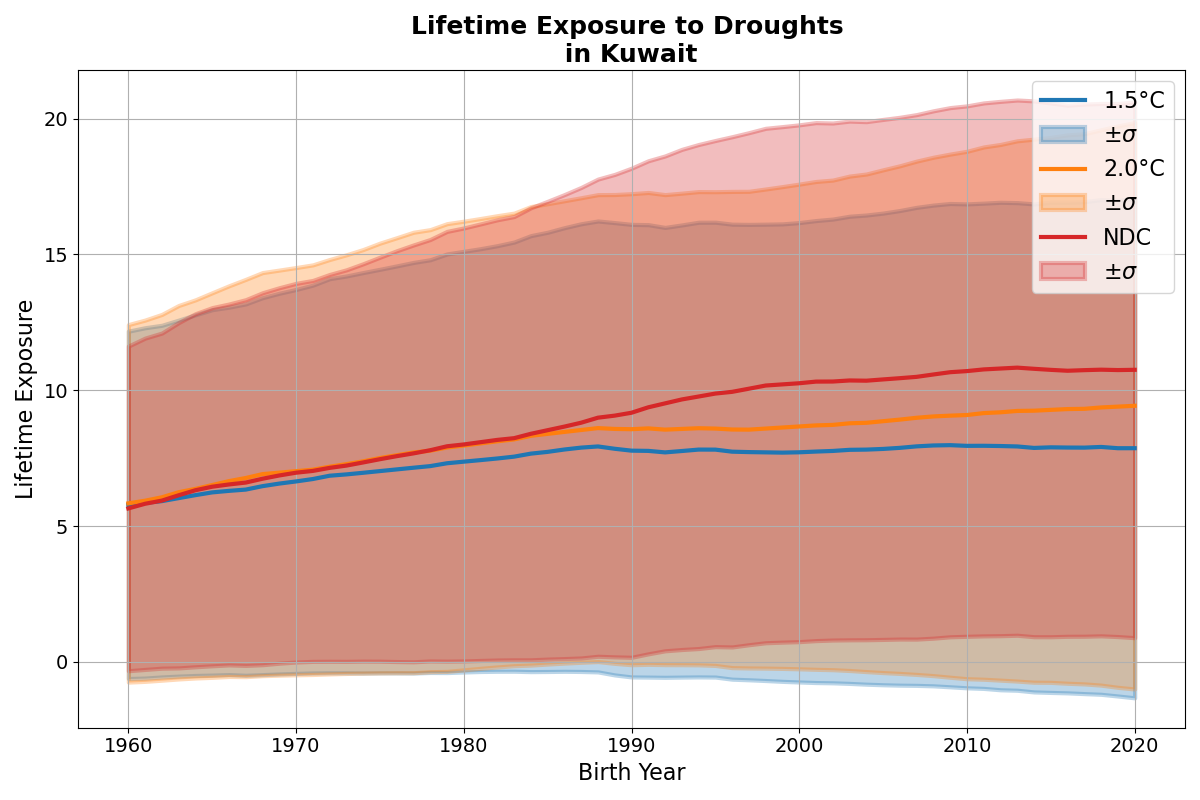 Lifetime Exposure to Droughts
in Kuwait
Lifetime Exposure
20
15
10
5
0
1960 1970 1980 1990 2000 2010 2020
Birth Year
1.5°C
±σ
2.0°C
±σ
NDC
±σ